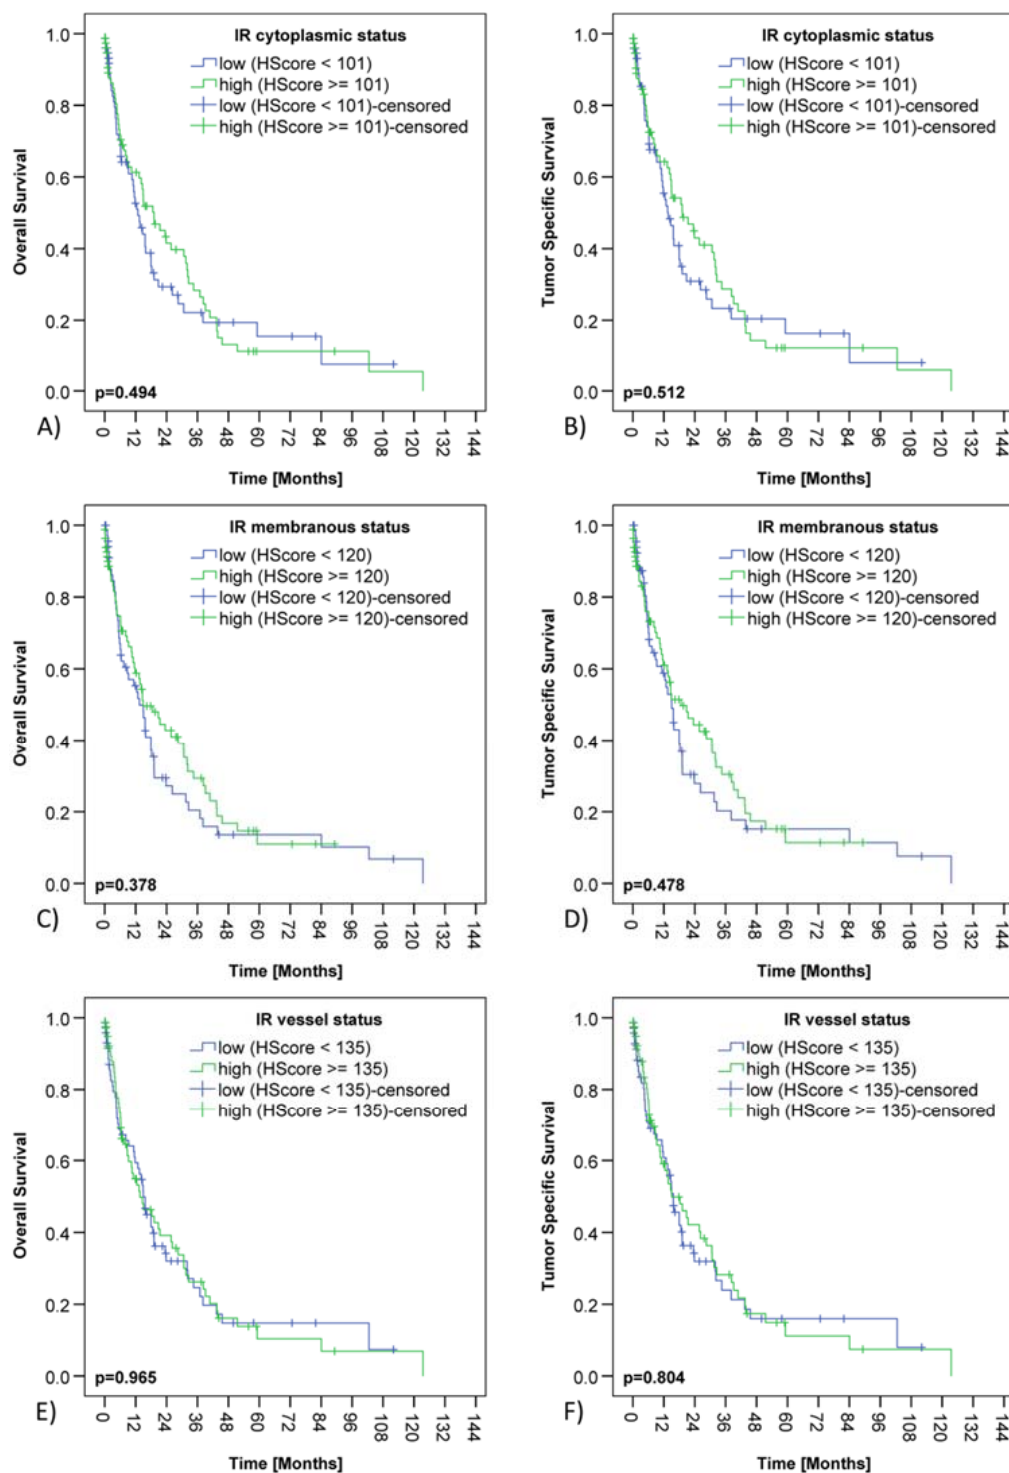 IR cytoplasmic status
low (HScore < 101)
high (HScore >= 101)
low (HScore < 101)-censored
high (HScore >= 101)-censored
1.0
0.8
0.6
0.4
0.2
0.0
Overall Survival
p=0.494
0 12 24 36 48 60 72 84 96 108 120 132 144
Time [Months]
A)
IR cytoplasmic status
low (HScore < 101)
high (HScore >= 101)
low (HScore < 101)-censored
high (HScore >= 101)-censored
1.0
0.8
0.6
0.4
0.2
0.0
Tumor Specific Survival
p=0.512
0 12 24 36 48 60 72 84 96 108 120 132 144
Time [Months]
B)
IR membranous status
low (HScore < 120)
high (HScore >= 120)
low (HScore < 120)-censored
high (HScore >= 120)-censored
1.0
0.8
0.6
0.4
0.2
0.0
Overall Survival
p=0.378
0 12 24 36 48 60 72 84 96 108 120 132 144
Time [Months]
C)
IR membranous status
low (HScore < 120)
high (HScore >= 120)
low (HScore < 120)-censored
high (HScore >= 120)-censored
1.0
0.8
0.6
0.4
0.2
0.0
Tumor Specific Survival
p=0.478
0 12 24 36 48 60 72 84 96 108 120 132 144
Time [Months]
D)
IR vessel status
low (HScore < 135)
high (HScore >= 135)
low (HScore < 135)-censored
high (HScore >= 135)-censored
1.0
0.8
0.6
0.4
0.2
0.0
Overall Survival
p=0.965
0 12 24 36 48 60 72 84 96 108 120 132 144
Time [Months]
E)
IR vessel status
low (HScore < 135)
high (HScore >= 135)
low (HScore < 135)-censored
high (HScore >= 135)-censored
1.0
0.8
0.6
0.4
0.2
0.0
Tumor Specific Survival
p=0.804
0 12 24 36 48 60 72 84 96 108 120 132 144
Time [Months]
F)